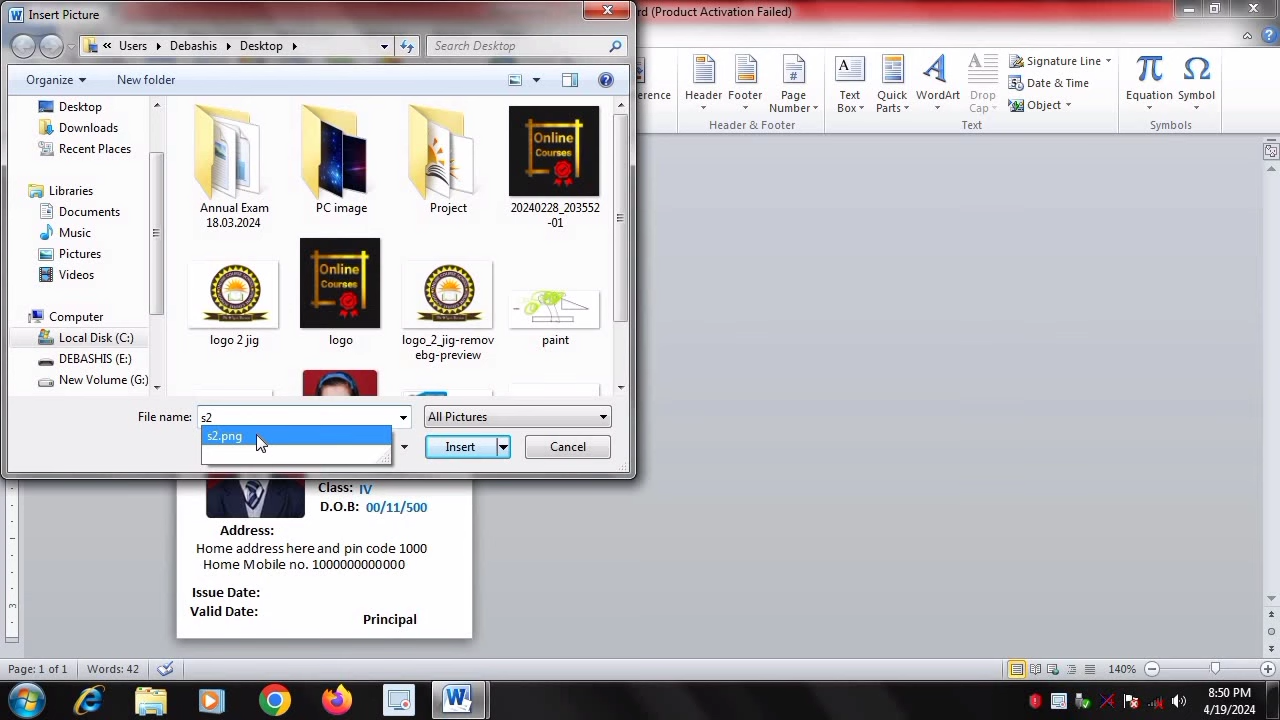 Insert Picture
rd (Product Activation Failed)
Users
Debashis
Desktop
Search Desktop
Organize
New folder
erence
Header
Footer
Page
Number
Header & Footer
Text
Box
Quick
Parts
WordArt
Drop
Cap
Signature Line
Date & Time
Object
Text
Equation
Symbol
Symbols
Desktop
Downloads
Recent Places
Libraries
Documents
Music
Pictures
Videos
Computer
Local Disk (C:)
DEBASHIS (E:)
New Volume (G:)
Annual Exam
18.03.2024
PC image
Project
Online
Courses
20240228_203552
-01
logo 2 jig
Online
Courses
logo
logo_2_jig-remov
ebg-preview
paint
File name:
s2
All Pictures
s2.png
Insert
Cancel
Class: IV
D.O.B: 00/11/500
Address:
Home address here and pin code 1000
Home Mobile no. 1000000000000
Issue Date:
Valid Date:
Principal
Page: 1 of 1
Words: 42
140%
8:50 PM
4/19/2024